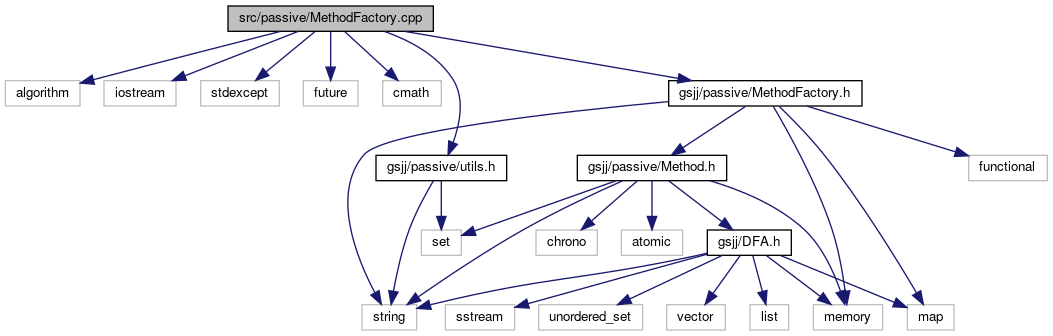 src/passive/MethodFactory.cpp
algorithm
iostream
stdexcept
future
cmath
gsjj/passive/MethodFactory.h
gsjj/passive/utils.h
gsjj/passive/Method.h
functional
set
chrono
atomic
gsjj/DFA.h
string
sstream
unordered_set
vector
list
memory
map